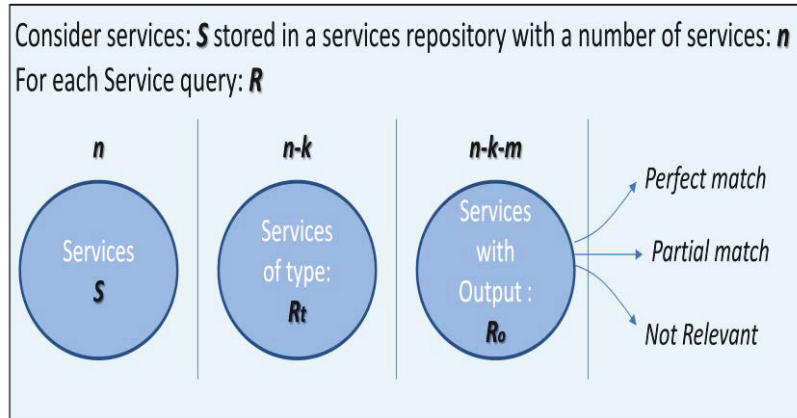 Consider services: S stored in a services repository with a number of services: n
For each Service query: R
n
n-k
n-k-m
Services
S
Services
of type:
Rt
Services
with
Output :
Ro
Perfect match
Partial match
Not Relevant